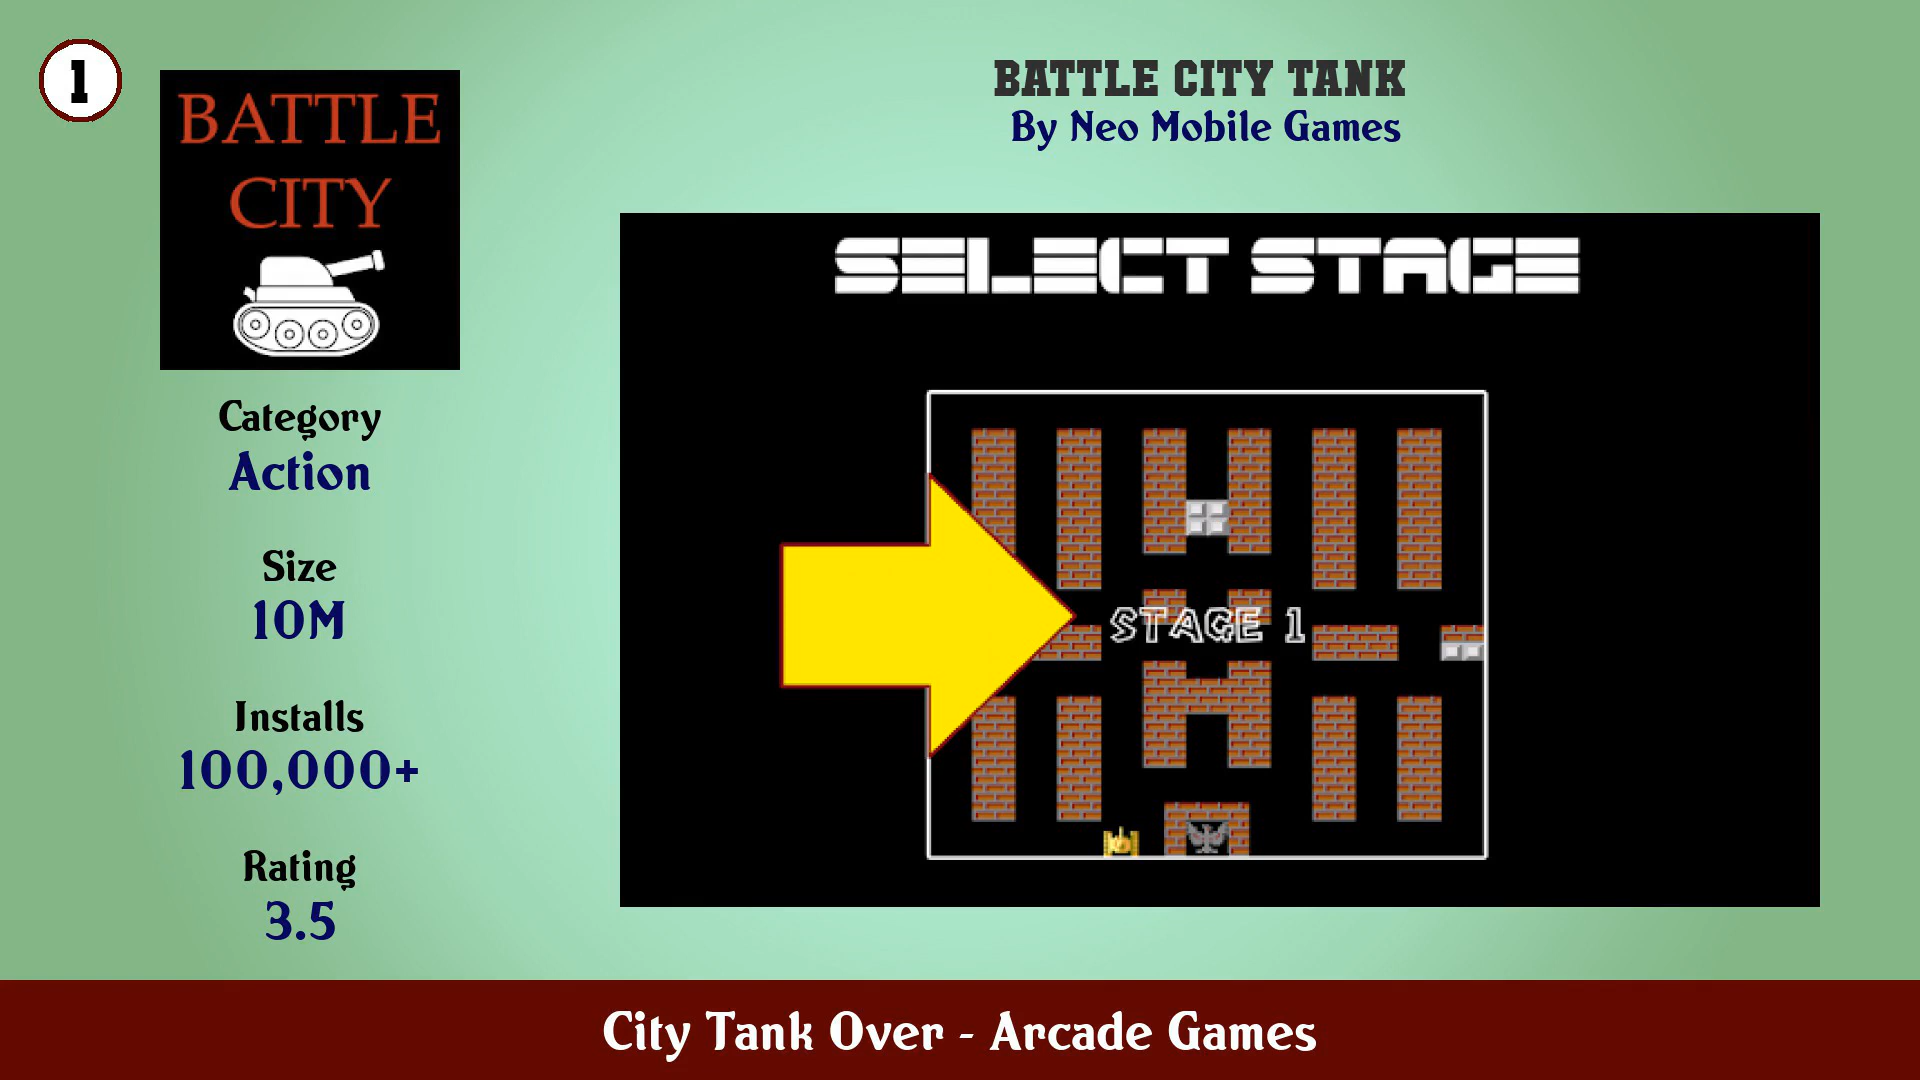 1
BATTLE
CITY
Category
Action
Size
10M
Installs
100,000+
Rating
3.5
BATTLE CITY TANK
By Neo Mobile Games
SELECT STAGE
STAGE 1
City Tank Over - Arcade Games